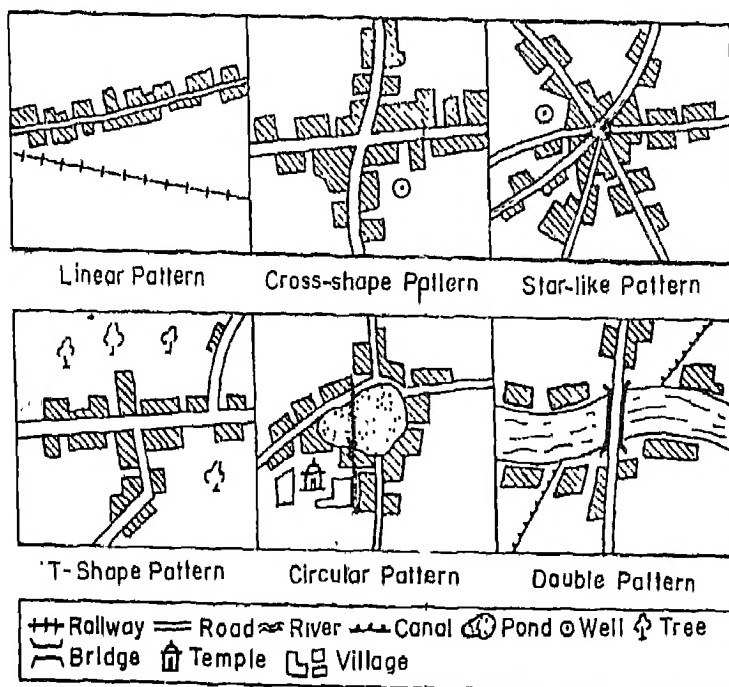 Linear Pattern
Cross-shape Pattern
Star-like Pattern
T-Shape Pattern
Circular Pattern
Double Pattern
Railway Road River Canal Pond Well Tree
Bridge Temple Village